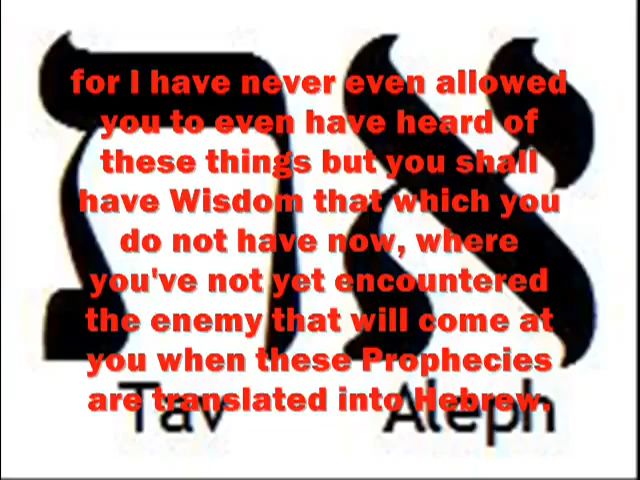 for I have never even allowed
you to even have heard of
these things but you shall
have Wisdom that which you
do not have now, where
you've not yet encountered
the enemy that will come at
you when these Prophecies
are translated into Hebrew.
את
Tav Aleph